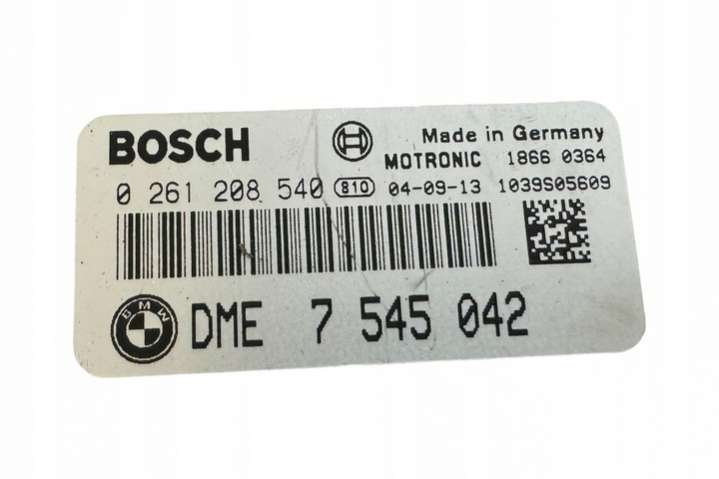 BOSCH Made in Germany
MOTRONIC 1866 0364
0 261 208 540 810 04-09-13 1039S05609
BMW DME 7 545 042